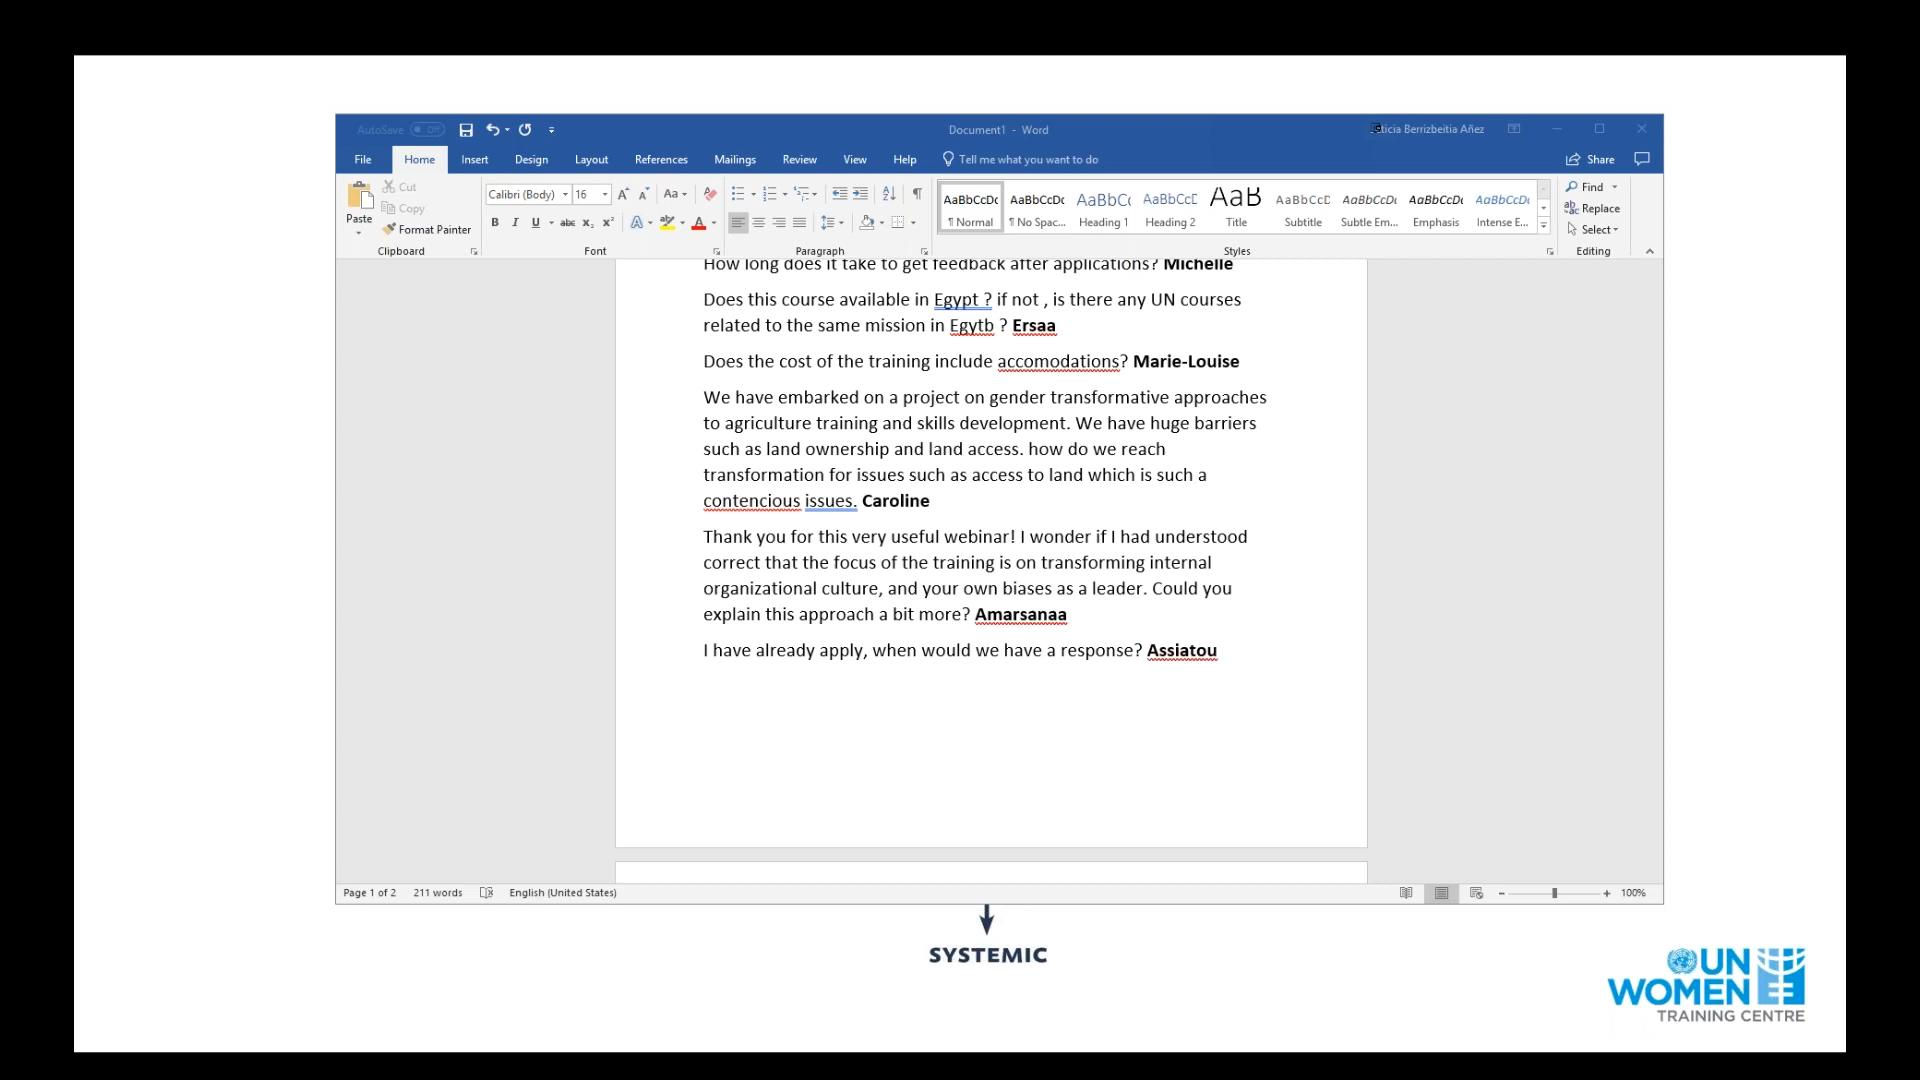 AutoSave Off
Document1 - Word
icia Berrizbeitia Añez
File Home Insert Design Layout References Mailings Review View Help Tell me what you want to do Share
Paste
Cut
Copy
Format Painter
Clipboard
Calibri (Body) 16
Font
Paragraph
AaBbCcDc AaBbCcDc AaBbC( AaBbCcE AaB AaBbCcD AaBbCcDc AaBbCcDc AaBbCcDc
¶ Normal ¶ No Spac... Heading 1 Heading 2 Title Subtitle Subtle Em... Emphasis Intense E...
Styles
Find
Replace
Select
Editing
How long does it take to get feedback after applications? Michelle
Does this course available in Egypt ? if not , is there any UN courses
related to the same mission in Egytb ? Ersaa
Does the cost of the training include accomodations? Marie-Louise
We have embarked on a project on gender transformative approaches
to agriculture training and skills development. We have huge barriers
such as land ownership and land access. how do we reach
transformation for issues such as access to land which is such a
contencious issues. Caroline
Thank you for this very useful webinar! I wonder if I had understood
correct that the focus of the training is on transforming internal
organizational culture, and your own biases as a leader. Could you
explain this approach a bit more? Amarsanaa
I have already apply, when would we have a response? Assiatou
Page 1 of 2 211 words English (United States) 100%
SYSTEMIC
UN
WOMEN
TRAINING CENTRE